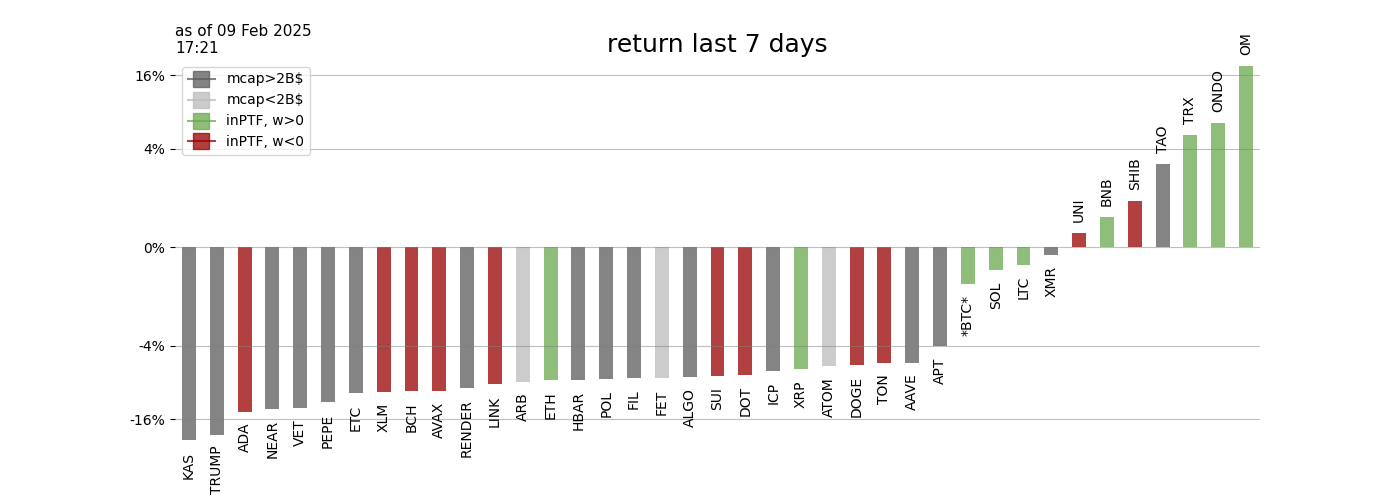 as of 09 Feb 2025
17:21
return last 7 days
mcap>2B$
mcap<2B$
inPTF, w>0
inPTF, w<0
16%
4%
0%
-4%
-16%
KAS
TRUMP
ADA
NEAR
VET
PEPE
ETC
XLM
BCH
AVAX
RENDER
LINK
ARB
ETH
HBAR
POL
FIL
FET
ALGO
SUI
DOT
ICP
XRP
ATOM
DOGE
TON
AAVE
APT
*BTC*
SOL
LTC
XMR
UNI
BNB
SHIB
TAO
TRX
ONDO
OM